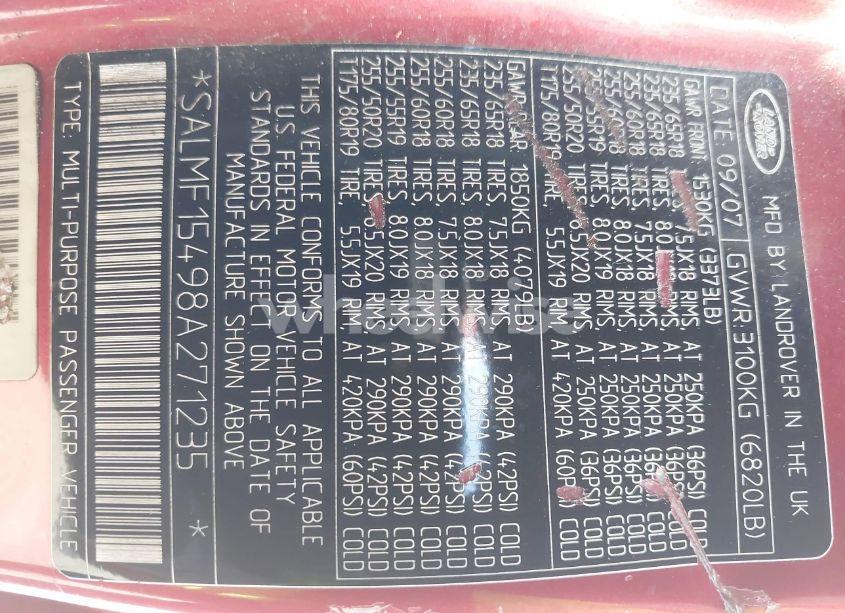 LAND ROVER
MFD BY LANDROVER IN THE UK
DATE: 09/07 GVWR: 3100KG (6820LB)
GAWR FRONT 1530KG (3373LB)
235/65R18 7.5JX18 RIMS, AT 250KPA (36PSI) COLD
235/65R18 TIRES, 8.0JX18 RIMS, AT 250KPA (36PSI) COLD
255/60R18 TIRES, 7.5JX18 RIMS, AT 250KPA COLD
255/60R18 TIRES, 8.0JX18 RIMS, AT 250KPA (36PSI) COLD
255/55R19 TIRES, 8.0JX19 RIMS, AT 250KPA (36PSI) COLD
255/50R20 TIRES, 8.5JX20 RIMS, AT 250KPA (36PSI) COLD
T175/80R19 TIRE, 5.5JX19 RIM, AT 420KPA (60PSI) COLD
GAWR REAR 1850KG (4079LB)
235/65R18 TIRES, 7.5JX18 RIMS, AT 290KPA (42PSI) COLD
235/65R18 TIRES, 8.0JX18 RIMS, AT 290KPA (42PSI) COLD
255/60R18 TIRES, 7.5JX18 RIMS, AT 290KPA (42PSI) COLD
255/60R18 TIRES, 8.0JX18 RIMS, AT 290KPA (42PSI) COLD
255/55R19 TIRES, 8.0JX19 RIMS, AT 290KPA (42PSI) COLD
255/50R20 TIRES, 8.5JX20 RIMS, AT 290KPA (42PSI) COLD
T175/80R19 TIRE, 5.5JX19 RIM, AT 420KPA (60PSI) COLD
THIS VEHICLE CONFORMS TO ALL APPLICABLE
U.S FEDERAL MOTOR VEHICLE SAFETY
STANDARDS IN EFFECT ON THE DATE OF
MANUFACTURE SHOWN ABOVE
*SALMF15498A271235 *
TYPE: MULTI-PURPOSE PASSENGER VEHICLE